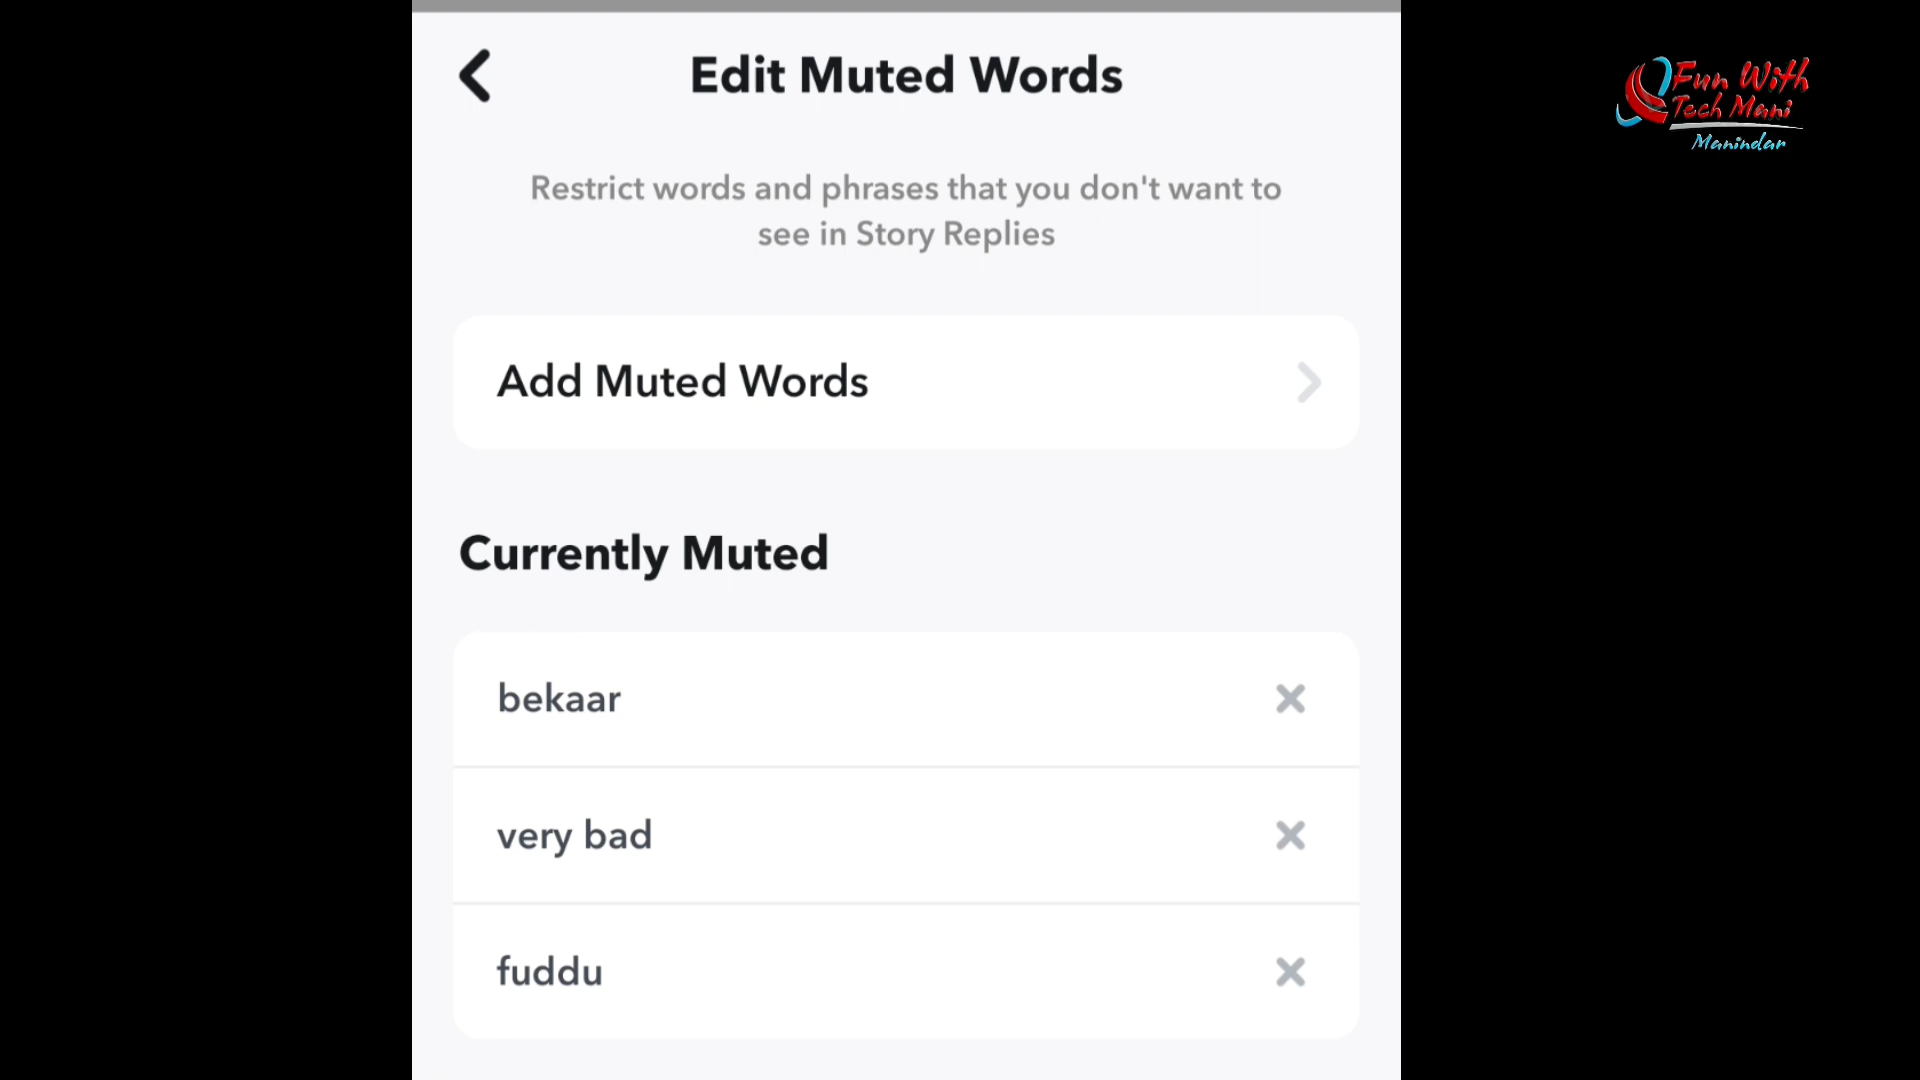 Edit Muted Words
Restrict words and phrases that you don't want to
see in Story Replies
Add Muted Words
Currently Muted
bekaar
very bad
fuddu
Fun With
Tech Mani
Manindar